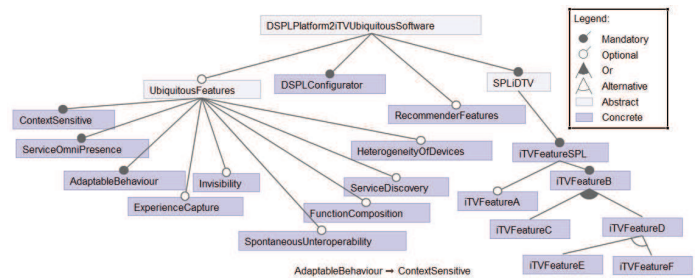 DSPLPlatform2iTVUbiquitousSoftware
Legend:
Mandatory
Optional
Or
Alternative
Abstract
Concrete
UbiquitousFeatures
DSPLConfigurator
SPLiDTV
RecommenderFeatures
ContextSensitive
ServiceOmniPresence
HeterogeneityOfDevices
iTVFeatureSPL
AdaptableBehaviour
Invisibility
ServiceDiscovery
iTVFeatureB
ExperienceCapture
FunctionComposition
iTVFeatureA
iTVFeatureC
iTVFeatureD
SpontaneousUnteroperability
iTVFeatureE
iTVFeatureF
AdaptableBehaviour ➞ ContextSensitive